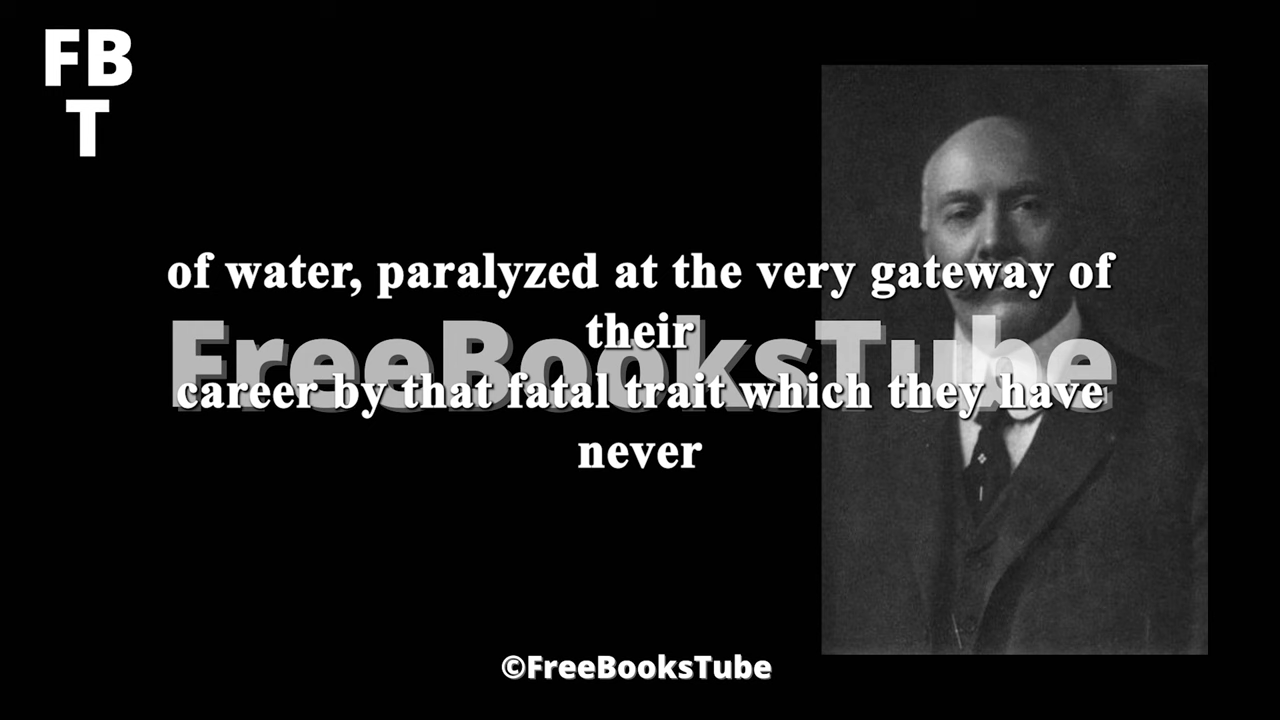 FB
T
of water, paralyzed at the very gateway of
their
FreeBooksTube
career by that fatal trait which they have
never
©FreeBooksTube